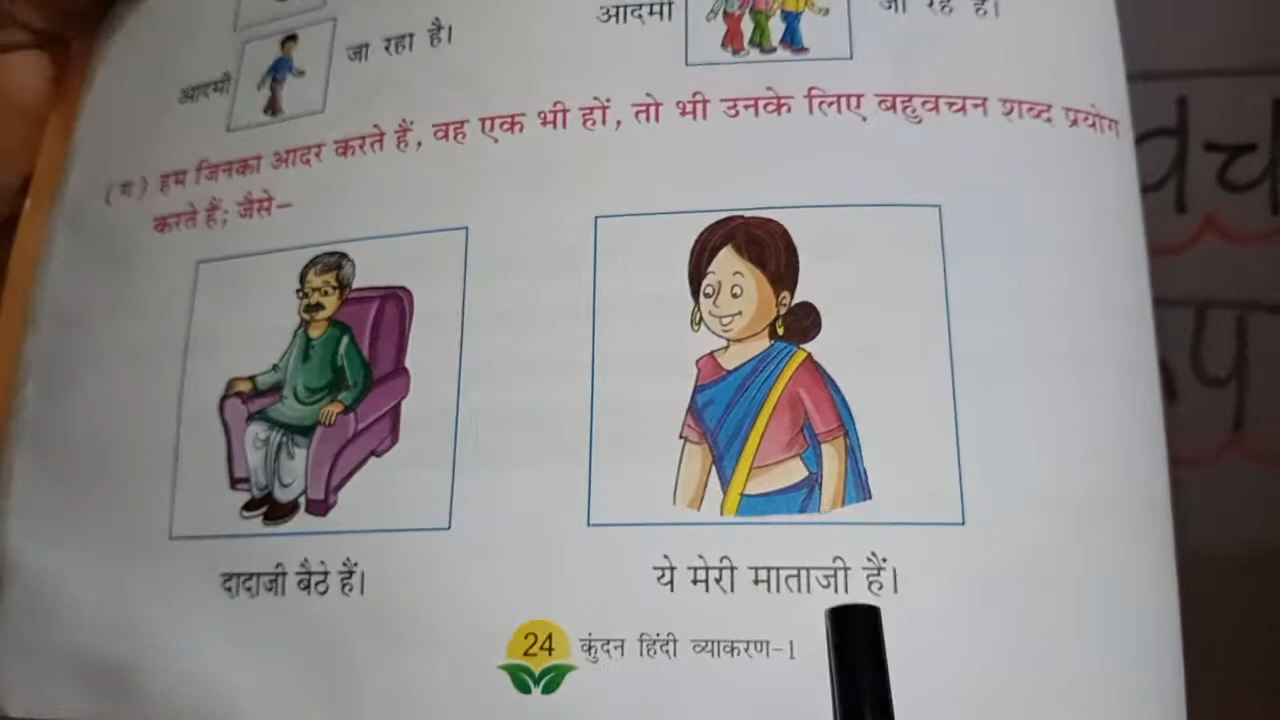 आदमी
जा रहे हैं।
आदमी
जा रहा है।
(ग) हम जिनका आदर करते हैं, वह एक भी हों, तो भी उनके लिए बहुवचन शब्द प्रयोग
करते हैं; जैसे–
दादाजी बैठे हैं।
ये मेरी माताजी हैं।
24 कुंदन हिंदी व्याकरण-1
वच